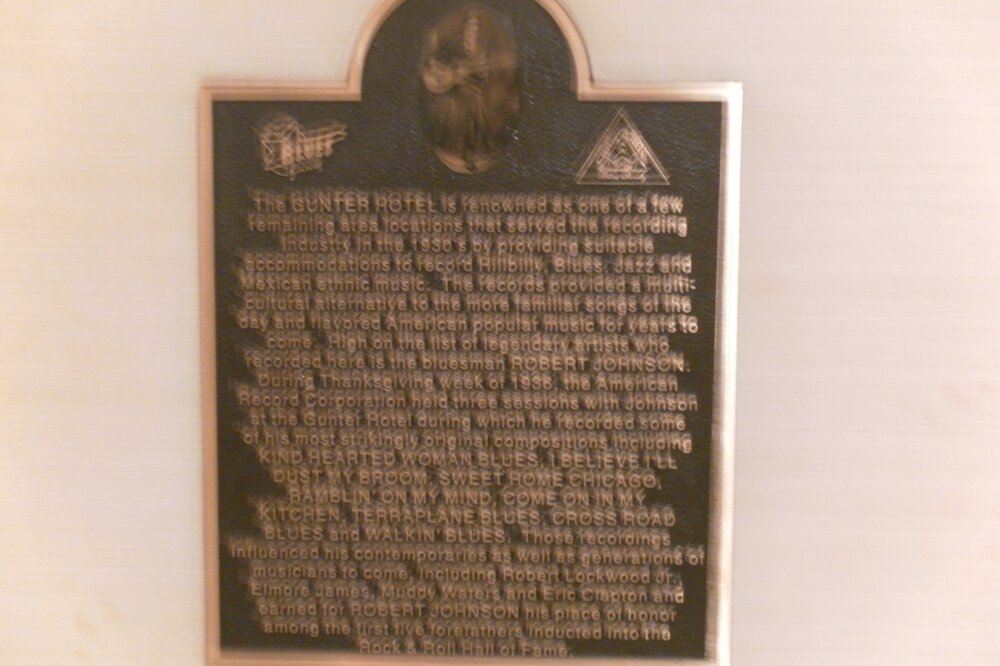 The GUNTER HOTEL is renowned as one of a few
remaining area locations that served the recording
industry in the 1930's by providing suitable
accommodations to record Hillbilly, Blues, Jazz and
Mexican ethnic music. The records provided a multi-
cultural alternative to the more familiar songs of the
day and flavored American popular music for years to
come. High on the list of legendary artists who
recorded here is the bluesman ROBERT JOHNSON.
During Thanksgiving week of 1936, the American
Record Corporation held three sessions with Johnson
at the Gunter Hotel during which he recorded some
of his most strikingly original compositions including
KIND HEARTED WOMAN BLUES, I BELIEVE I'LL
DUST MY BROOM, SWEET HOME CHICAGO,
RAMBLIN' ON MY MIND, COME ON IN MY
KITCHEN, TERRAPLANE BLUES, CROSS ROAD
BLUES and WALKIN' BLUES. Those recordings
influenced his contemporaries as well as generations of
musicians to come, including Robert Lockwood Jr.,
Elmore James, Muddy Waters and Eric Clapton and
earned for ROBERT JOHNSON his place of honor
among the first five forefathers inducted into the
Rock & Roll Hall of Fame.